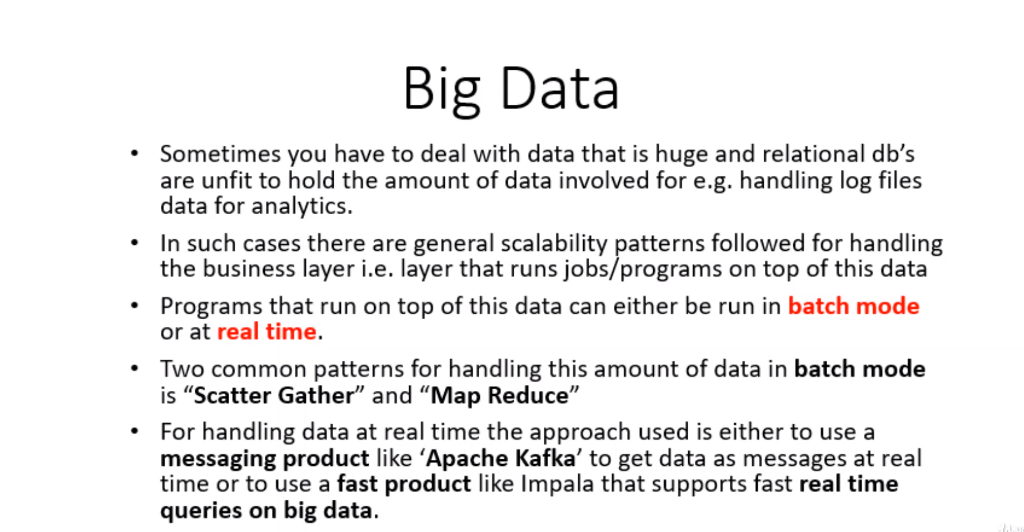 Big Data
• Sometimes you have to deal with data that is huge and relational db’s
are unfit to hold the amount of data involved for e.g. handling log files
data for analytics.
• In such cases there are general scalability patterns followed for handling
the business layer i.e. layer that runs jobs/programs on top of this data
• Programs that run on top of this data can either be run in batch mode
or at real time.
• Two common patterns for handling this amount of data in batch mode
is “Scatter Gather” and “Map Reduce”
• For handling data at real time the approach used is either to use a
messaging product like ‘Apache Kafka’ to get data as messages at real
time or to use a fast product like Impala that supports fast real time
queries on big data.